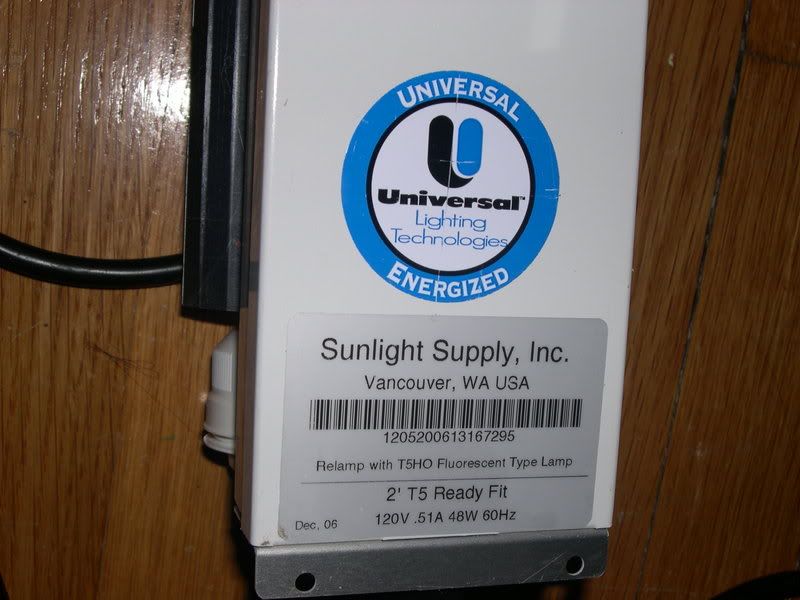 UNIVERSAL
Universal™
Lighting
Technologies
ENERGIZED
Sunlight Supply, Inc.
Vancouver, WA USA
1205200613167295
Relamp with T5HO Fluorescent Type Lamp
2' T5 Ready Fit
Dec, 06 120V .51A 48W 60Hz